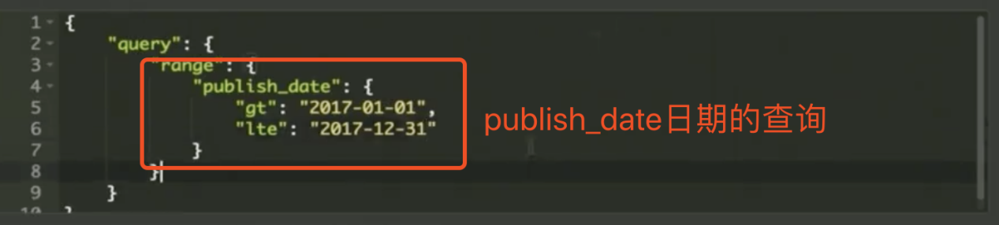 1 {
2 "query": {
3 "range": {
4 "publish_date": {
5 "gt": "2017-01-01",
6 "lte": "2017-12-31"
7 }
8 }
9 }
10 }
publish_date日期的查询